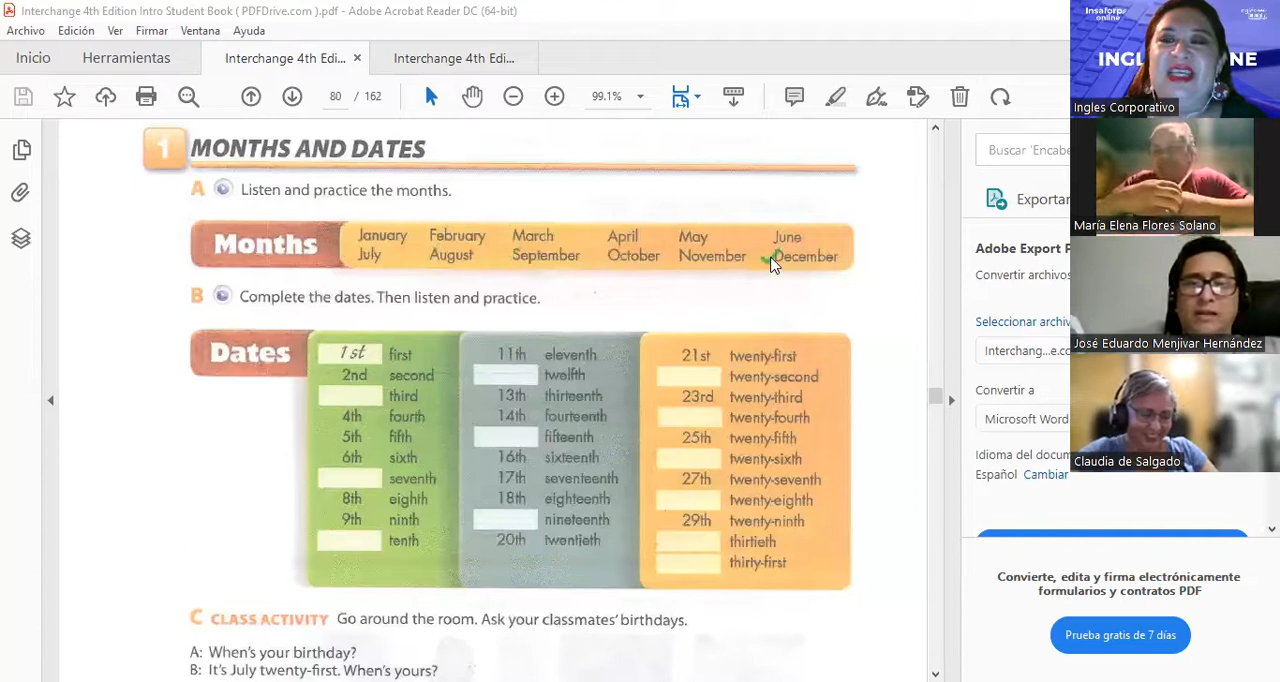 Interchange 4th Edition Intro Student Book ( PDFDrive.com ).pdf - Adobe Acrobat Reader DC (64-bit)
Archivo Edición Ver Firmar Ventana Ayuda
Inicio Herramientas Interchange 4th Edi... × Interchange 4th Edi...
80 / 162 99.1%
1 MONTHS AND DATES
A Listen and practice the months.
Months
January February March April May June
July August September October November December
B Complete the dates. Then listen and practice.
Dates
1st first
2nd second
third
4th fourth
5th fifth
6th sixth
seventh
8th eighth
9th ninth
tenth
11th eleventh
twelfth
13th thirteenth
14th fourteenth
fifteenth
16th sixteenth
17th seventeenth
18th eighteenth
nineteenth
20th twentieth
21st twenty-first
twenty-second
23rd twenty-third
twenty-fourth
25th twenty-fifth
twenty-sixth
27th twenty-seventh
twenty-eighth
29th twenty-ninth
thirtieth
thirty-first
C CLASS ACTIVITY Go around the room. Ask your classmates' birthdays.
A: When's your birthday?
B: It's July twenty-first. When's yours?
Buscar 'Encabe
Exportar
Adobe Export P
Convertir archivos
Seleccionar archiv
Interchang...e.co
Convertir a
Microsoft Word
Idioma del docum
Español Cambiar
Convierte, edita y firma electrónicamente
formularios y contratos PDF
Prueba gratis de 7 días
Insaforp
online
INGL NE
Ingles Corporativo
María Elena Flores Solano
José Eduardo Menjivar Hernández
Claudia de Salgado